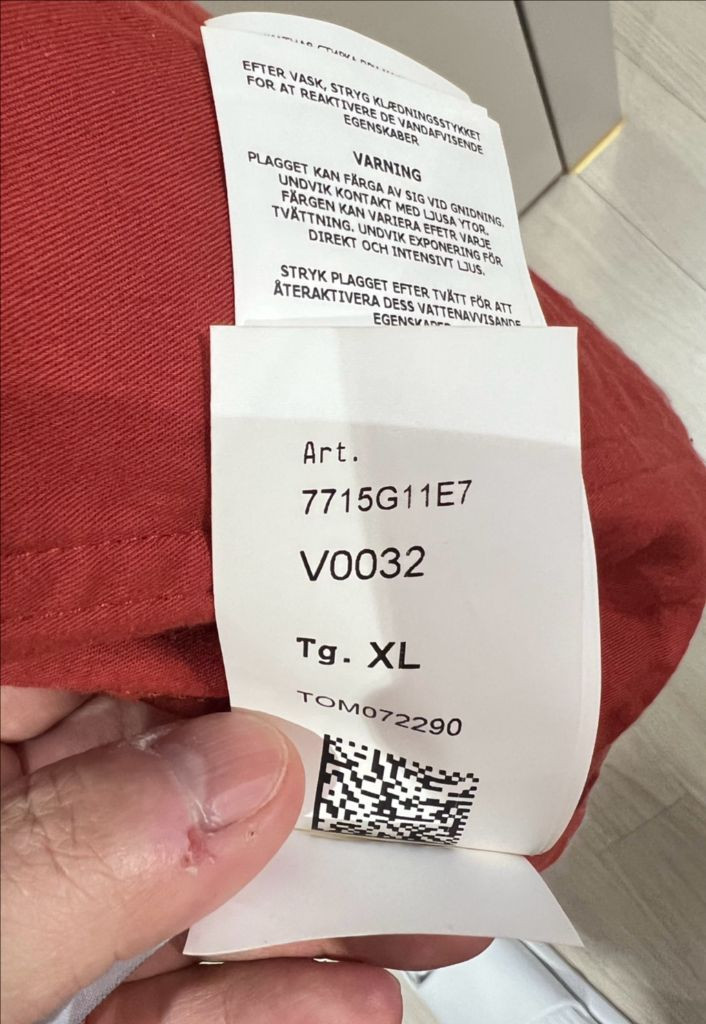 EFTER VASK, STRYG KLÆDNINGSSTYKKET
FOR AT REAKTIVERE DE VANDAFVISENDE
EGENSKABER
VARNING
PLAGGET KAN FÄRGA AV SIG VID GNIDNING.
UNDVIK KONTAKT MED LJUSA YTOR.
FÄRGEN KAN VARIERA EFETR VARJE
TVÄTTNING. UNDVIK EXPONERING FÖR
DIREKT OCH INTENSIVT LJUS.
STRYK PLAGGET EFTER TVÄTT FÖR ATT
ÅTERAKTIVERA DESS VATTENAVVISANDE
EGENSKAPER
Art.
7715G11E7
V0032
Tg. XL
TOM072290